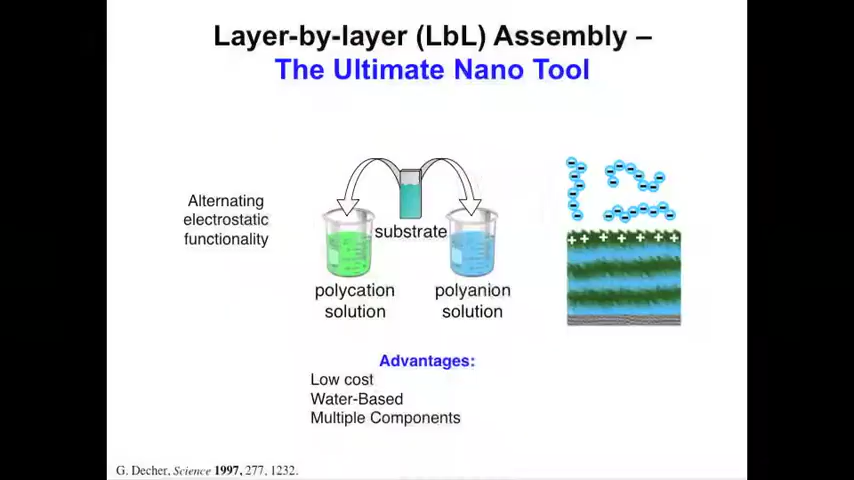 Layer-by-layer (LbL) Assembly –
The Ultimate Nano Tool
Alternating
electrostatic
functionality
substrate
polycation
solution
polyanion
solution
+ + + + + + +
Advantages:
Low cost
Water-Based
Multiple Components
G. Decher, Science 1997, 277, 1232.